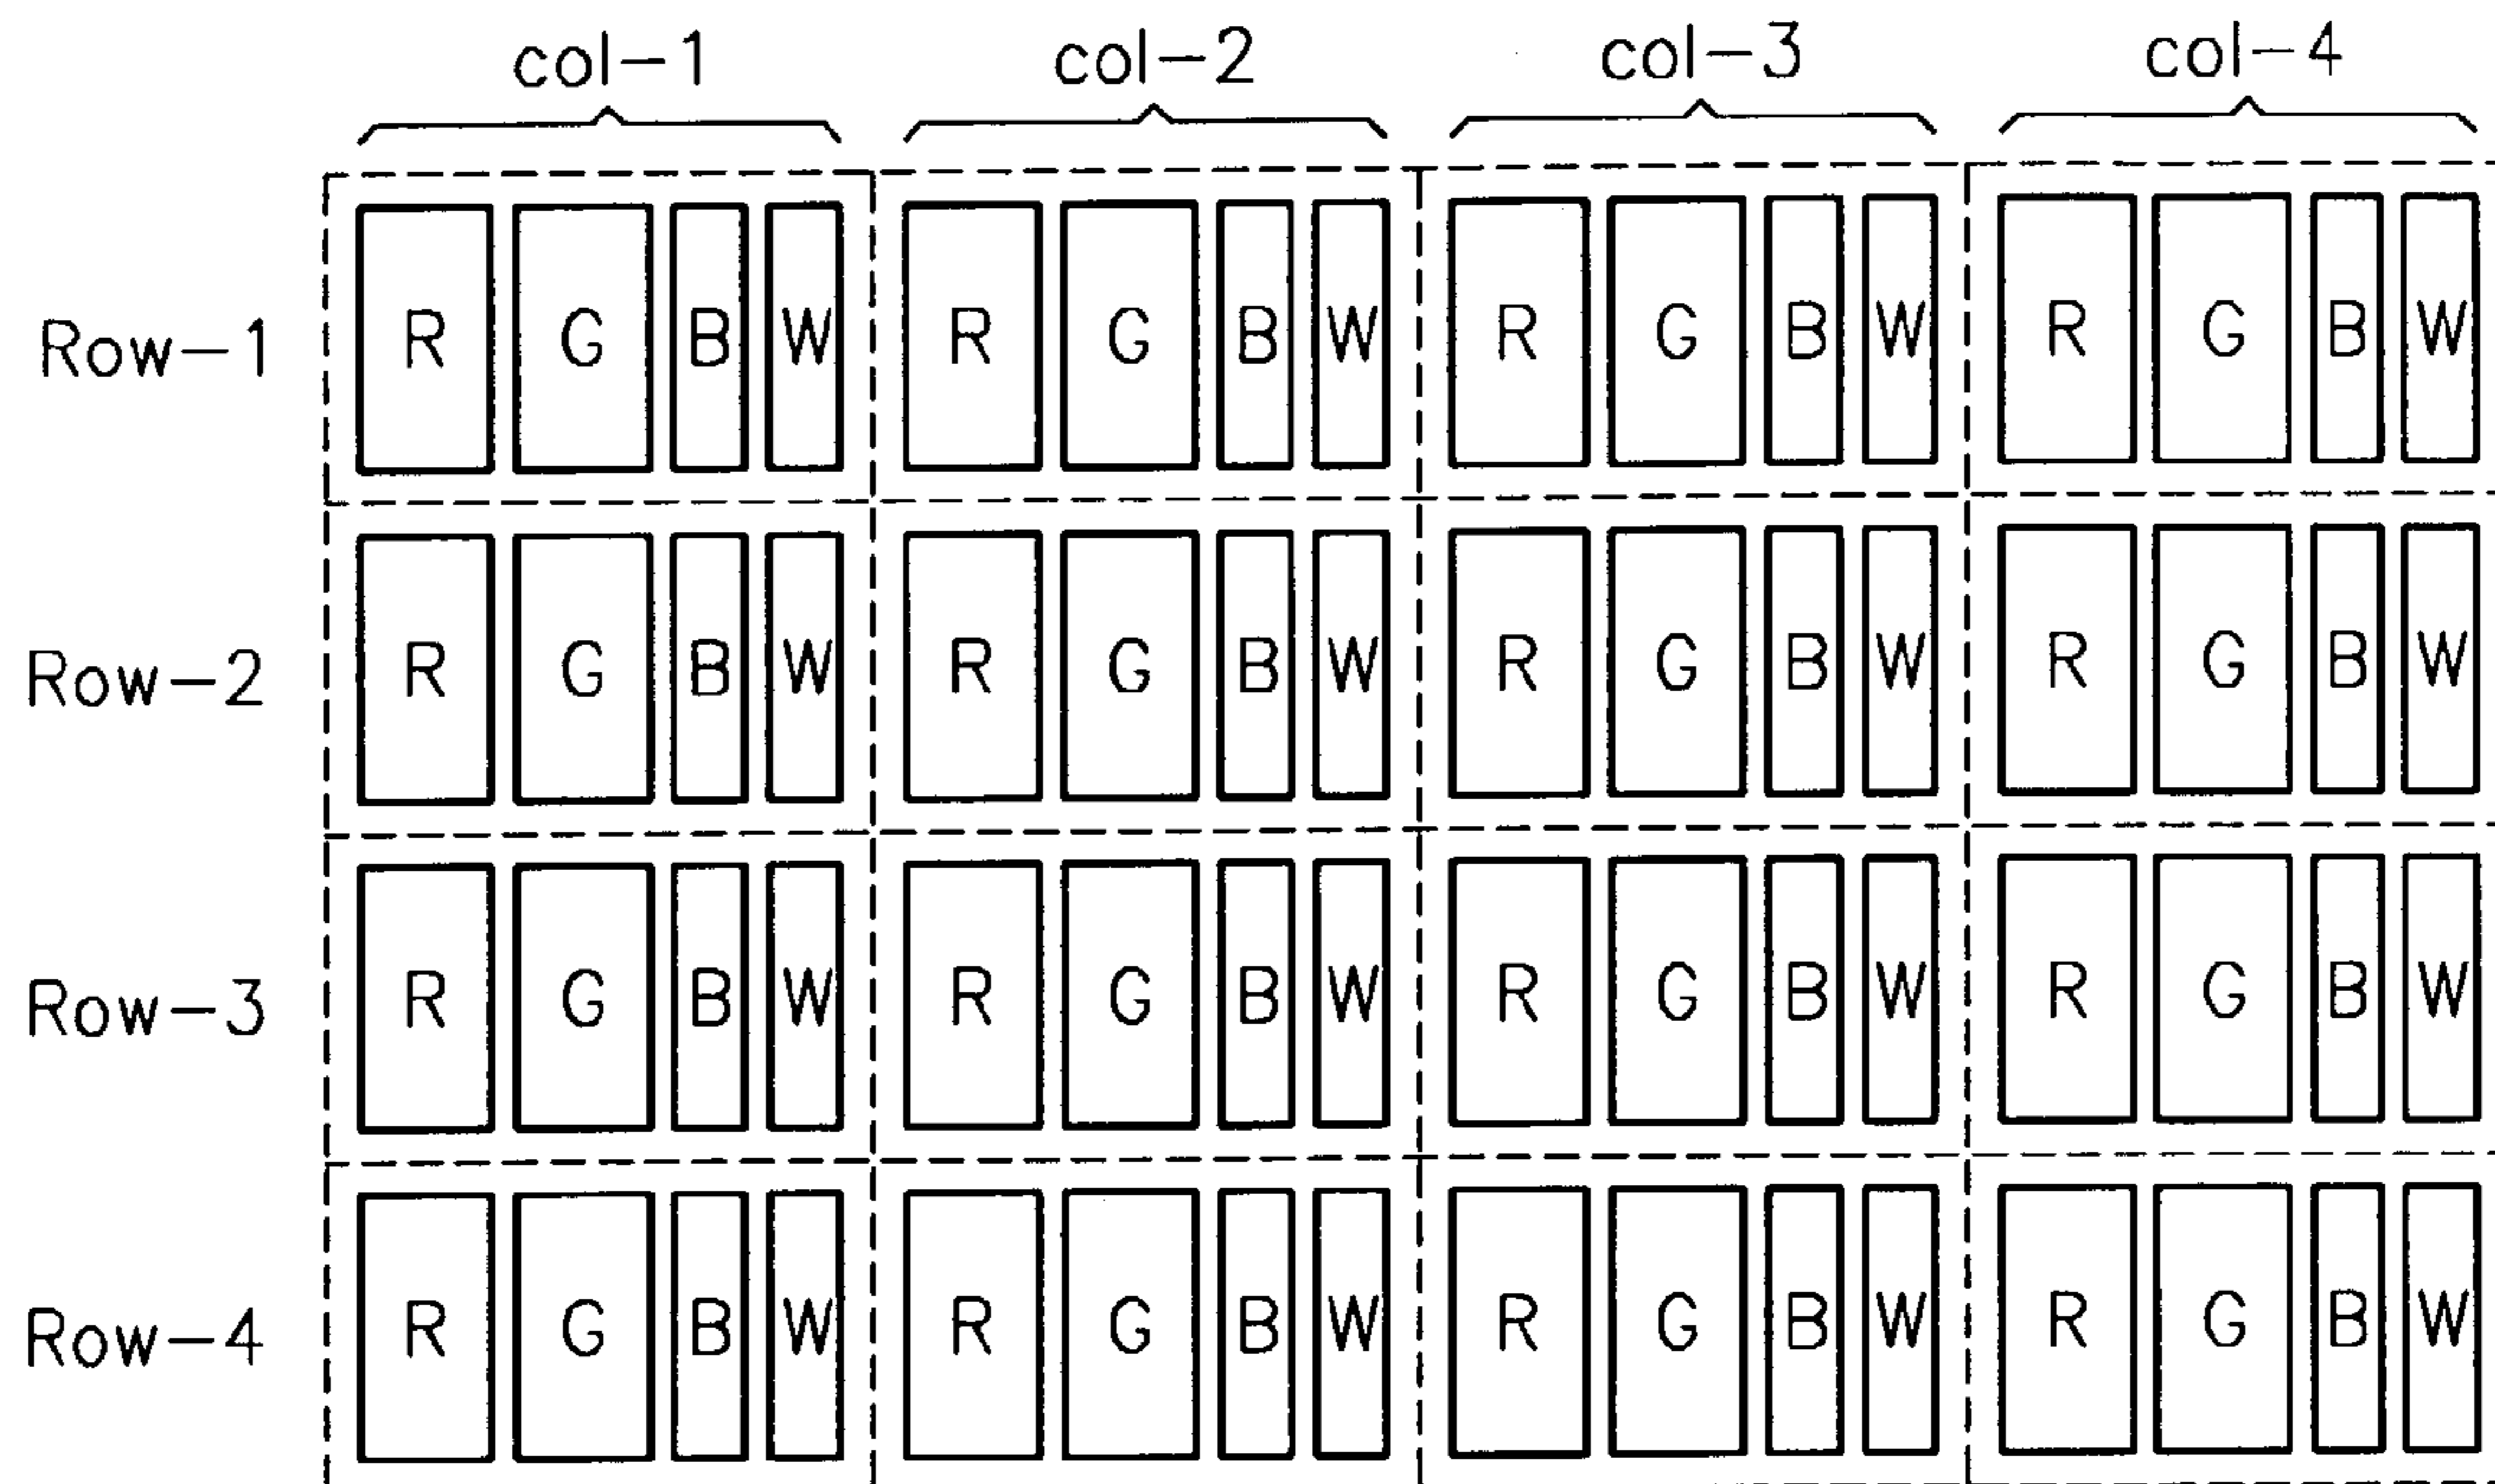 col-1 col-2 col-3 col-4
Row-1 R G B W R G B W R G B W R G B W
Row-2 R G B W R G B W R G B W R G B W
Row-3 R G B W R G B W R G B W R G B W
Row-4 R G B W R G B W R G B W R G B W